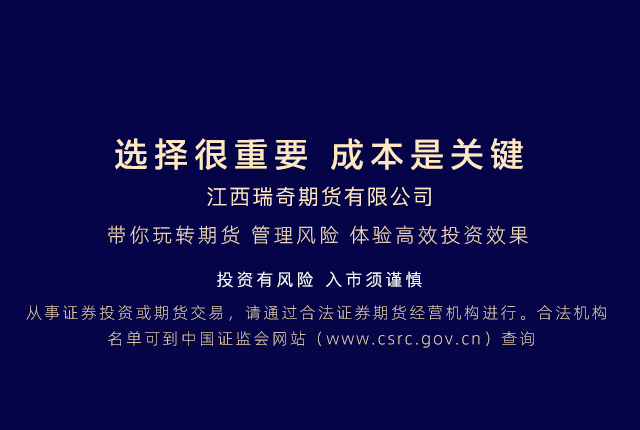 选择很重要 成本是关键
江西瑞奇期货有限公司
带你玩转期货 管理风险 体验高效投资效果
投资有风险 入市须谨慎
从事证券投资或期货交易，请通过合法证券期货经营机构进行。合法机构
名单可到中国证监会网站（www.csrc.gov.cn）查询